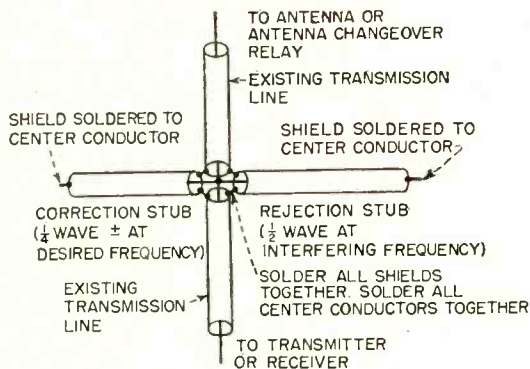 TO ANTENNA OR
ANTENNA CHANGEOVER
RELAY
EXISTING TRANSMISSION
LINE
SHIELD SOLDERED TO
CENTER CONDUCTOR
SHIELD SOLDERED TO
CENTER CONDUCTOR
CORRECTION STUB
(1/4 WAVE ± AT
DESIRED FREQUENCY)
REJECTION STUB
(1/2 WAVE AT
INTERFERING FREQUENCY)
SOLDER ALL SHIELDS
TOGETHER. SOLDER ALL
CENTER CONDUCTORS TOGETHER
EXISTING
TRANSMISSION
LINE
TO TRANSMITTER
OR RECEIVER